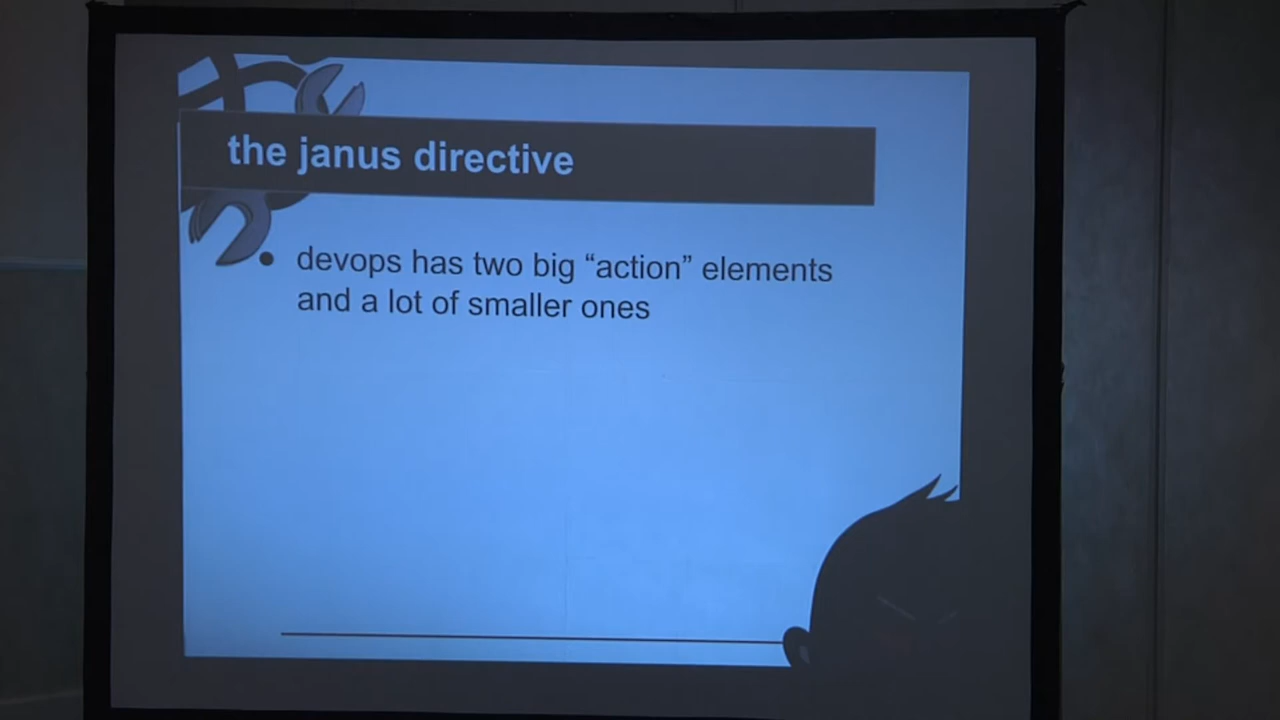 the janus directive
• devops has two big “action” elements
and a lot of smaller ones